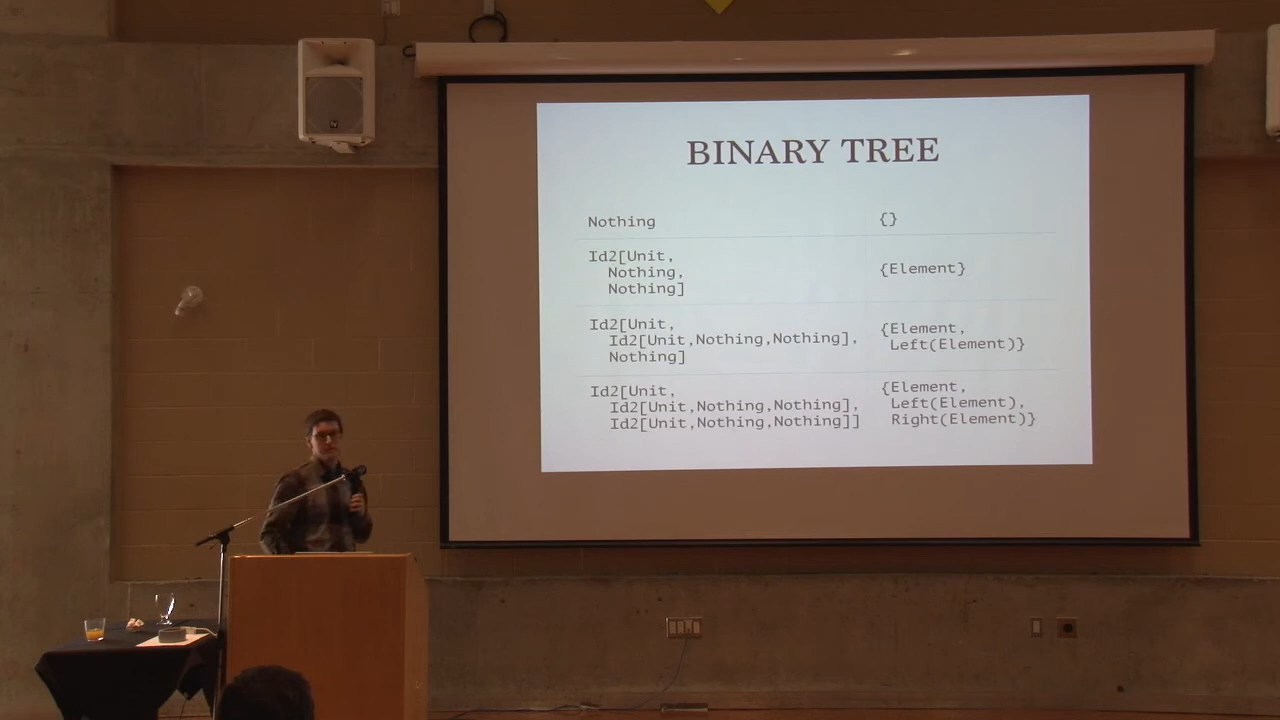 BINARY TREE
Nothing
{}
Id2[Unit,
Nothing,
Nothing]
{Element}
Id2[Unit,
Id2[Unit,Nothing,Nothing],
Nothing]
{Element,
Left(Element)}
Id2[Unit,
Id2[Unit,Nothing,Nothing],
Id2[Unit,Nothing,Nothing]]
{Element,
Left(Element),
Right(Element)}